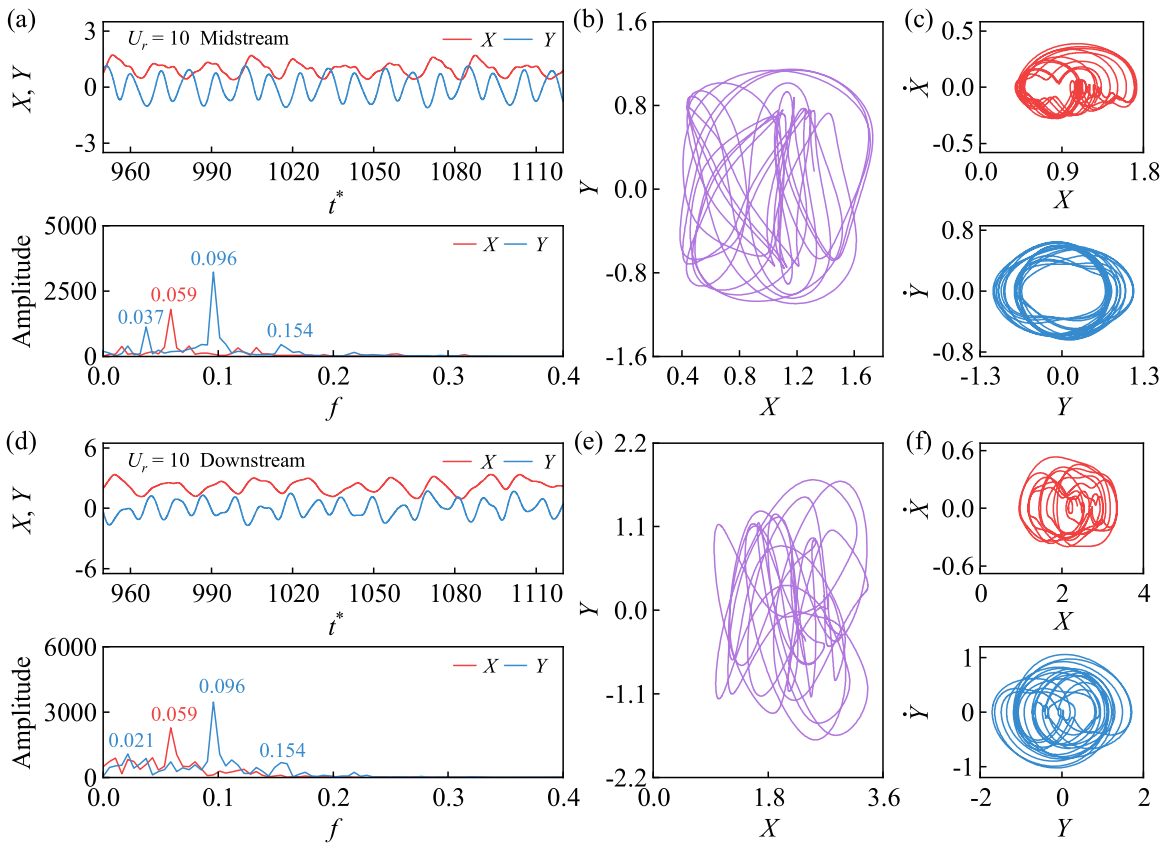 (a)
3
0
-3
X, Y
U_r = 10 Midstream
X Y
960 990 1020 1050 1080 1110
t*
5000
2500
0
Amplitude
X Y
0.096
0.059
0.037
0.154
0.0 0.1 0.2 0.3 0.4
f
(b)
1.6
0.8
0.0
-0.8
-1.6
Y
0.4 0.8 1.2 1.6
X
(c)
0.5
0.0
-0.5
Ẋ
0.0 0.9 1.8
X
0.8
0.0
-0.8
Ẏ
-1.3 0.0 1.3
Y
(d)
6
0
-6
X, Y
U_r = 10 Downstream
X Y
960 990 1020 1050 1080 1110
t*
6000
3000
0
Amplitude
X Y
0.096
0.059
0.021
0.154
0.0 0.1 0.2 0.3 0.4
f
(e)
2.2
1.1
0.0
-1.1
-2.2
Y
0.0 1.8 3.6
X
(f)
0.6
0.0
-0.6
Ẋ
0 2 4
X
1
0
-1
Ẏ
-2 0 2
Y